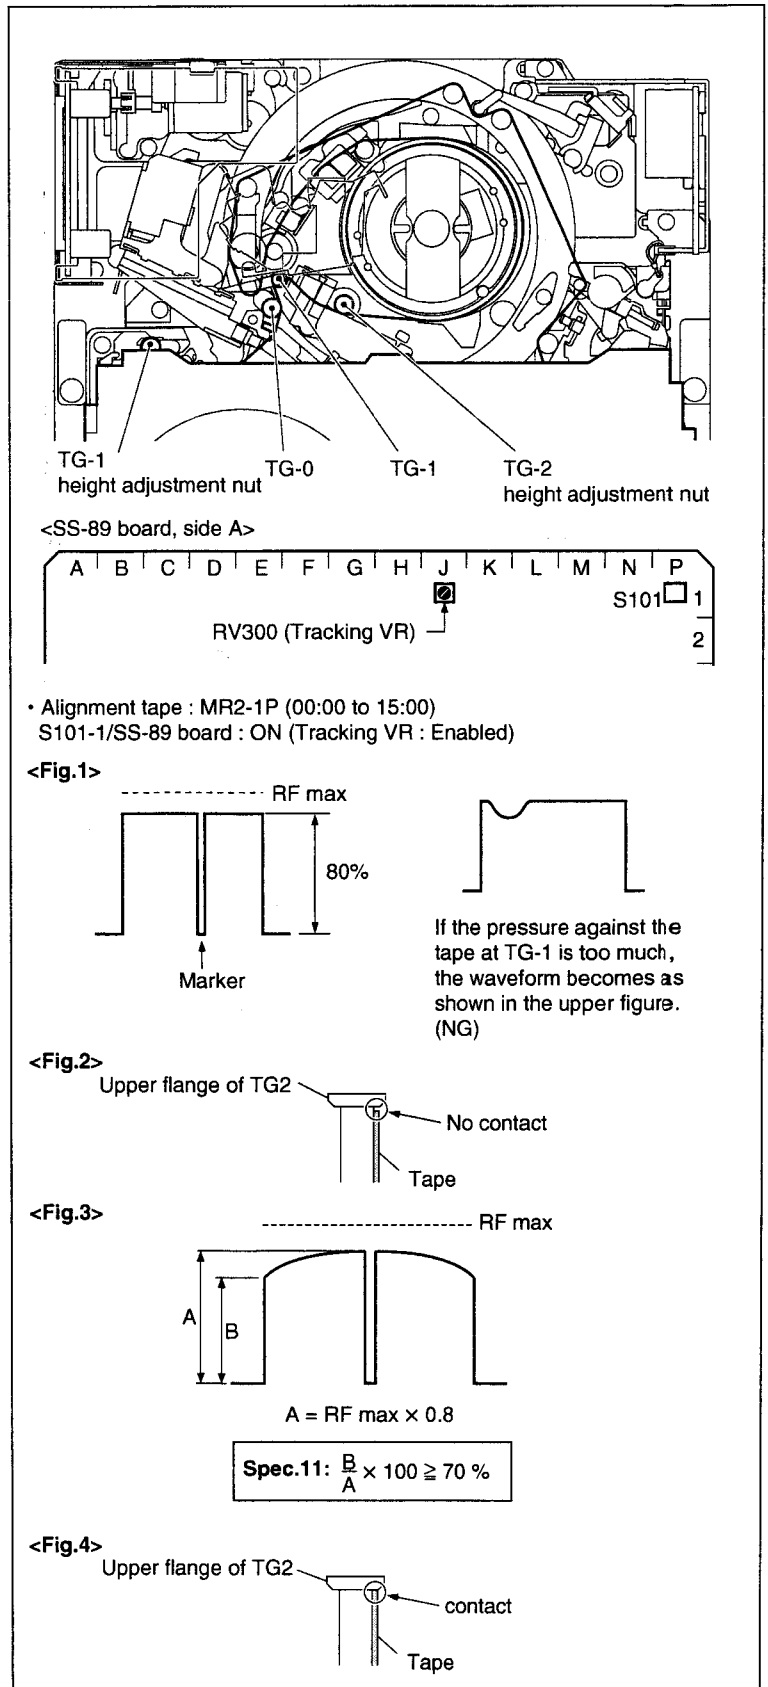 TG-1
height adjustment nut
TG-0
TG-1
TG-2
height adjustment nut
<SS-89 board, side A>
A B C D E F G H J K L M N P
S101 1
RV300 (Tracking VR)
2
• Alignment tape : MR2-1P (00:00 to 15:00)
S101-1/SS-89 board : ON (Tracking VR : Enabled)
<Fig.1>
RF max
80%
Marker
If the pressure against the
tape at TG-1 is too much,
the waveform becomes as
shown in the upper figure.
(NG)
<Fig.2>
Upper flange of TG2
No contact
Tape
<Fig.3>
RF max
A
B
A = RF max × 0.8
Spec.11: B/A × 100 ≧ 70 %
<Fig.4>
Upper flange of TG2
contact
Tape